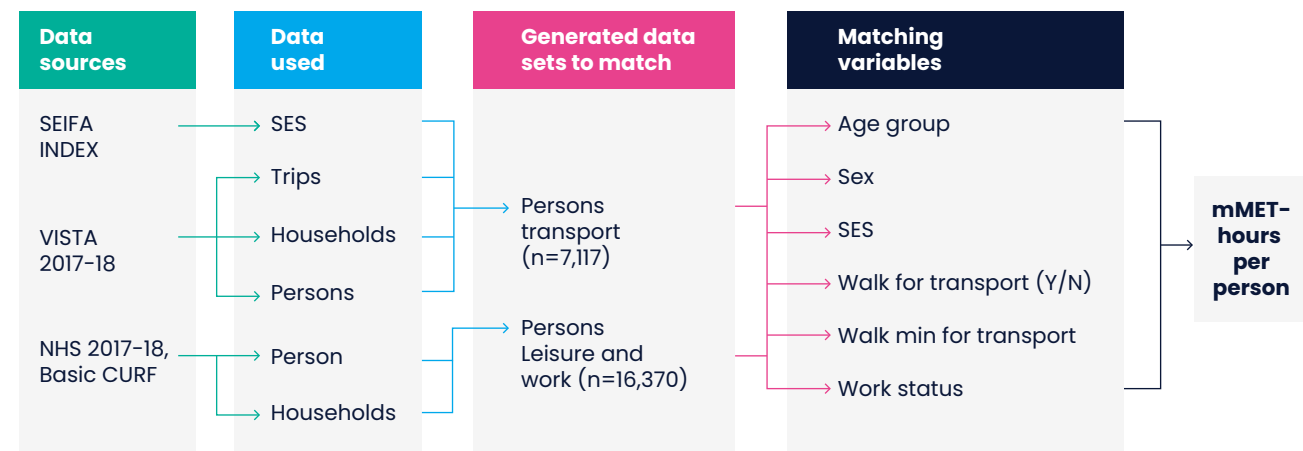 Data
sources
Data
used
Generated data
sets to match
Matching
variables
SEIFA
INDEX
VISTA
2017-18
NHS 2017-18,
Basic CURF
SES
Trips
Households
Persons
Person
Households
Persons
transport
(n=7,117)
Persons
Leisure and
work (n=16,370)
Age group
Sex
SES
Walk for transport (Y/N)
Walk min for transport
Work status
mMET-
hours
per
person